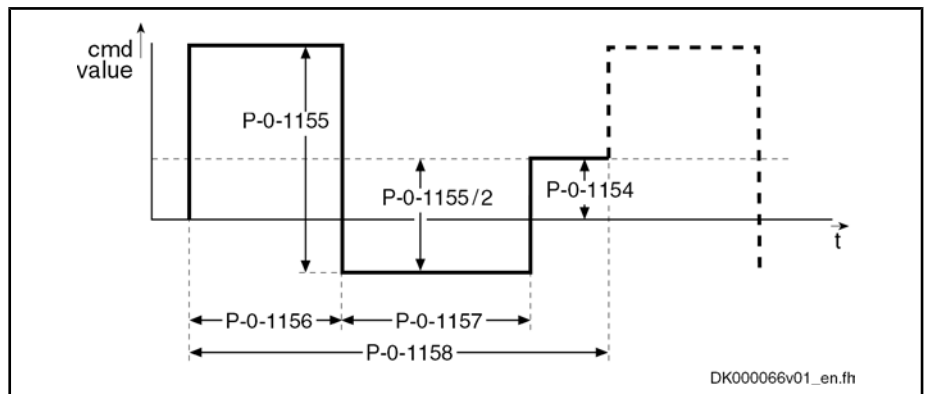 cmd
value
P-0-1155
P-0-1155/2
P-0-1154
t
P-0-1156
P-0-1157
P-0-1158
DK000066v01_en.fh